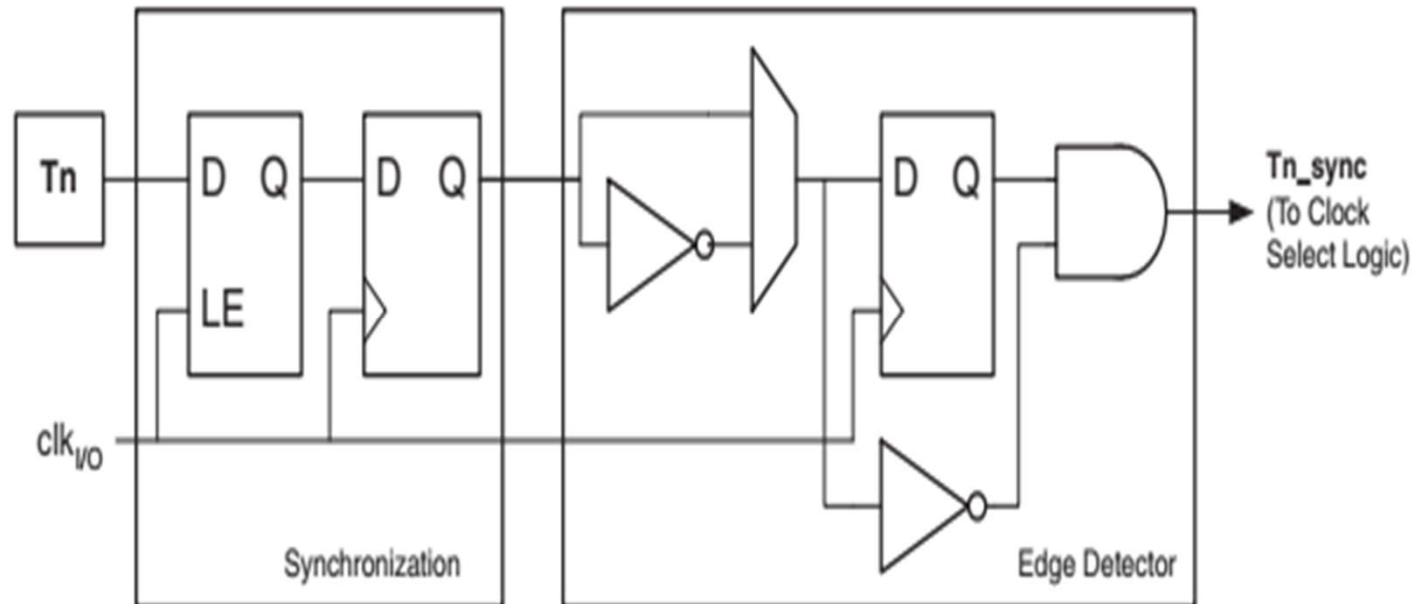 Tn
D Q
LE
D Q
clkI/O
Synchronization
D Q
Edge Detector
Tn_sync
(To Clock
Select Logic)